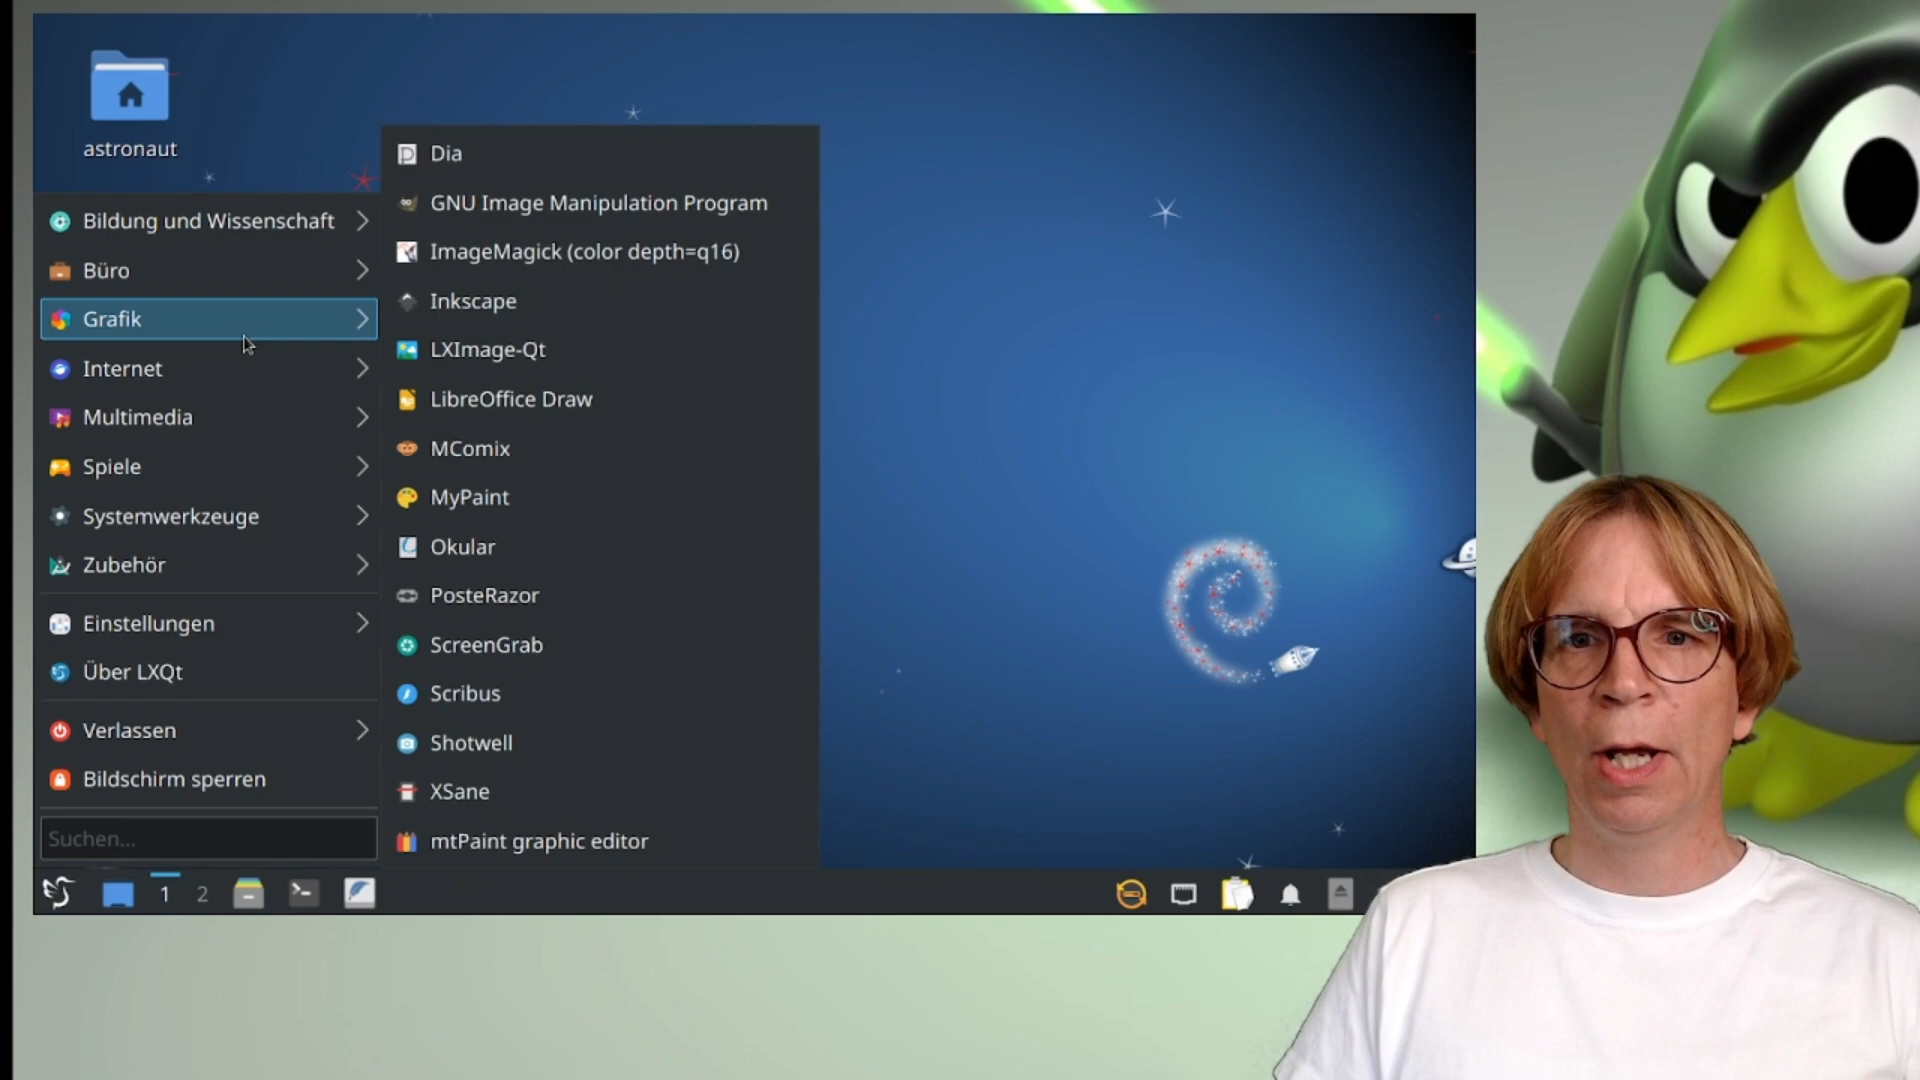 astronaut
Bildung und Wissenschaft
Büro
Grafik
Internet
Multimedia
Spiele
Systemwerkzeuge
Zubehör
Einstellungen
Über LXQt
Verlassen
Bildschirm sperren
Suchen...
Dia
GNU Image Manipulation Program
ImageMagick (color depth=q16)
Inkscape
LXImage-Qt
LibreOffice Draw
MComix
MyPaint
Okular
PosteRazor
ScreenGrab
Scribus
Shotwell
XSane
mtPaint graphic editor
1 2